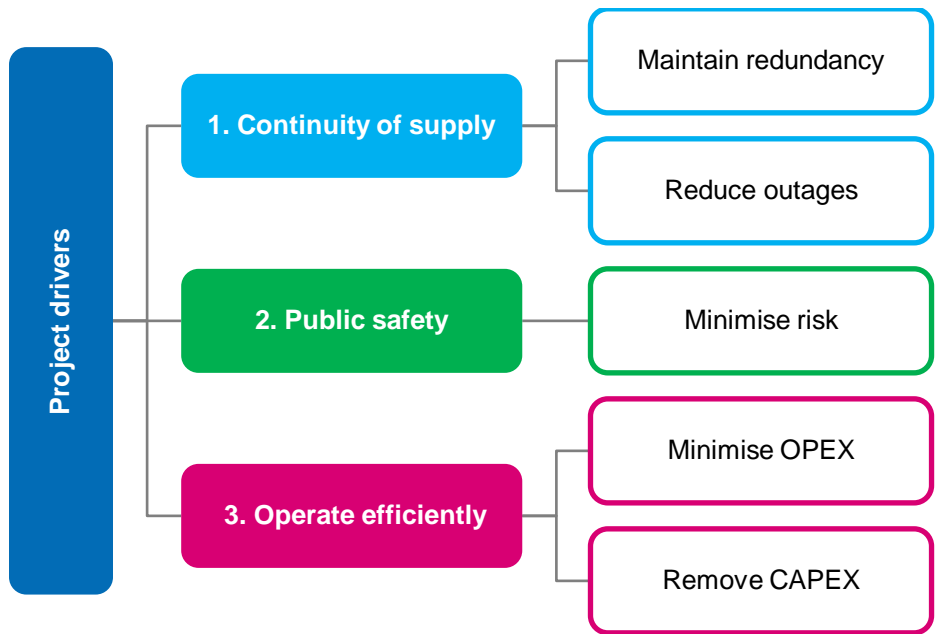 Project drivers
1. Continuity of supply
Maintain redundancy
Reduce outages
2. Public safety
Minimise risk
3. Operate efficiently
Minimise OPEX
Remove CAPEX